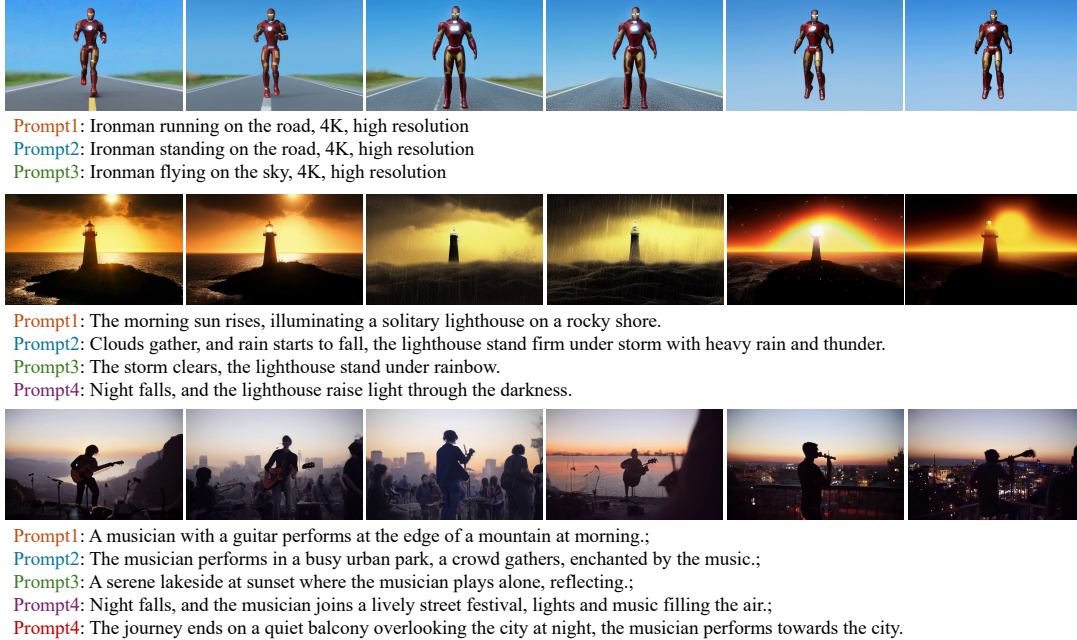 Prompt1: Ironman running on the road, 4K, high resolution
Prompt2: Ironman standing on the road, 4K, high resolution
Prompt3: Ironman flying on the sky, 4K, high resolution
Prompt1: The morning sun rises, illuminating a solitary lighthouse on a rocky shore.
Prompt2: Clouds gather, and rain starts to fall, the lighthouse stand firm under storm with heavy rain and thunder.
Prompt3: The storm clears, the lighthouse stand under rainbow.
Prompt4: Night falls, and the lighthouse raise light through the darkness.
Prompt1: A musician with a guitar performs at the edge of a mountain at morning.;
Prompt2: The musician performs in a busy urban park, a crowd gathers, enchanted by the music.;
Prompt3: A serene lakeside at sunset where the musician plays alone, reflecting.;
Prompt4: Night falls, and the musician joins a lively street festival, lights and music filling the air.;
Prompt4: The journey ends on a quiet balcony overlooking the city at night, the musician performs towards the city.